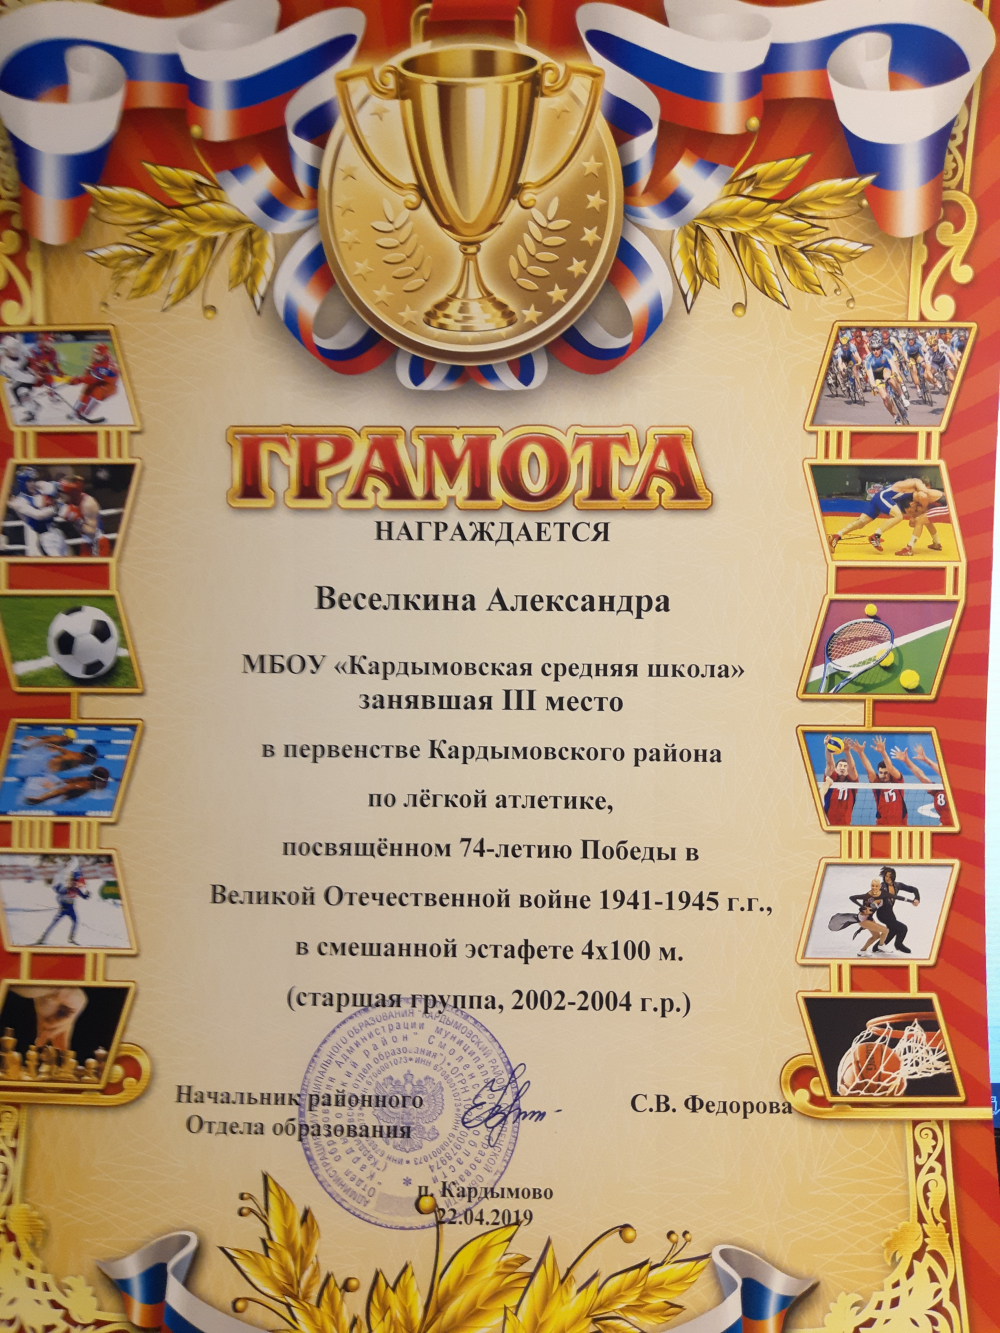 ГРАМОТА
НАГРАЖДАЕТСЯ
Веселкина Александра
МБОУ «Кардымовская средняя школа»
занявшая III место
в первенстве Кардымовского района
по лёгкой атлетике,
посвящённом 74-летию Победы в
Великой Отечественной войне 1941-1945 г.г.,
в смешанной эстафете 4х100 м.
(старшая группа, 2002-2004 г.р.)
Начальник районного
Отдела образования
С.В. Федорова
п. Кардымово
22.04.2019